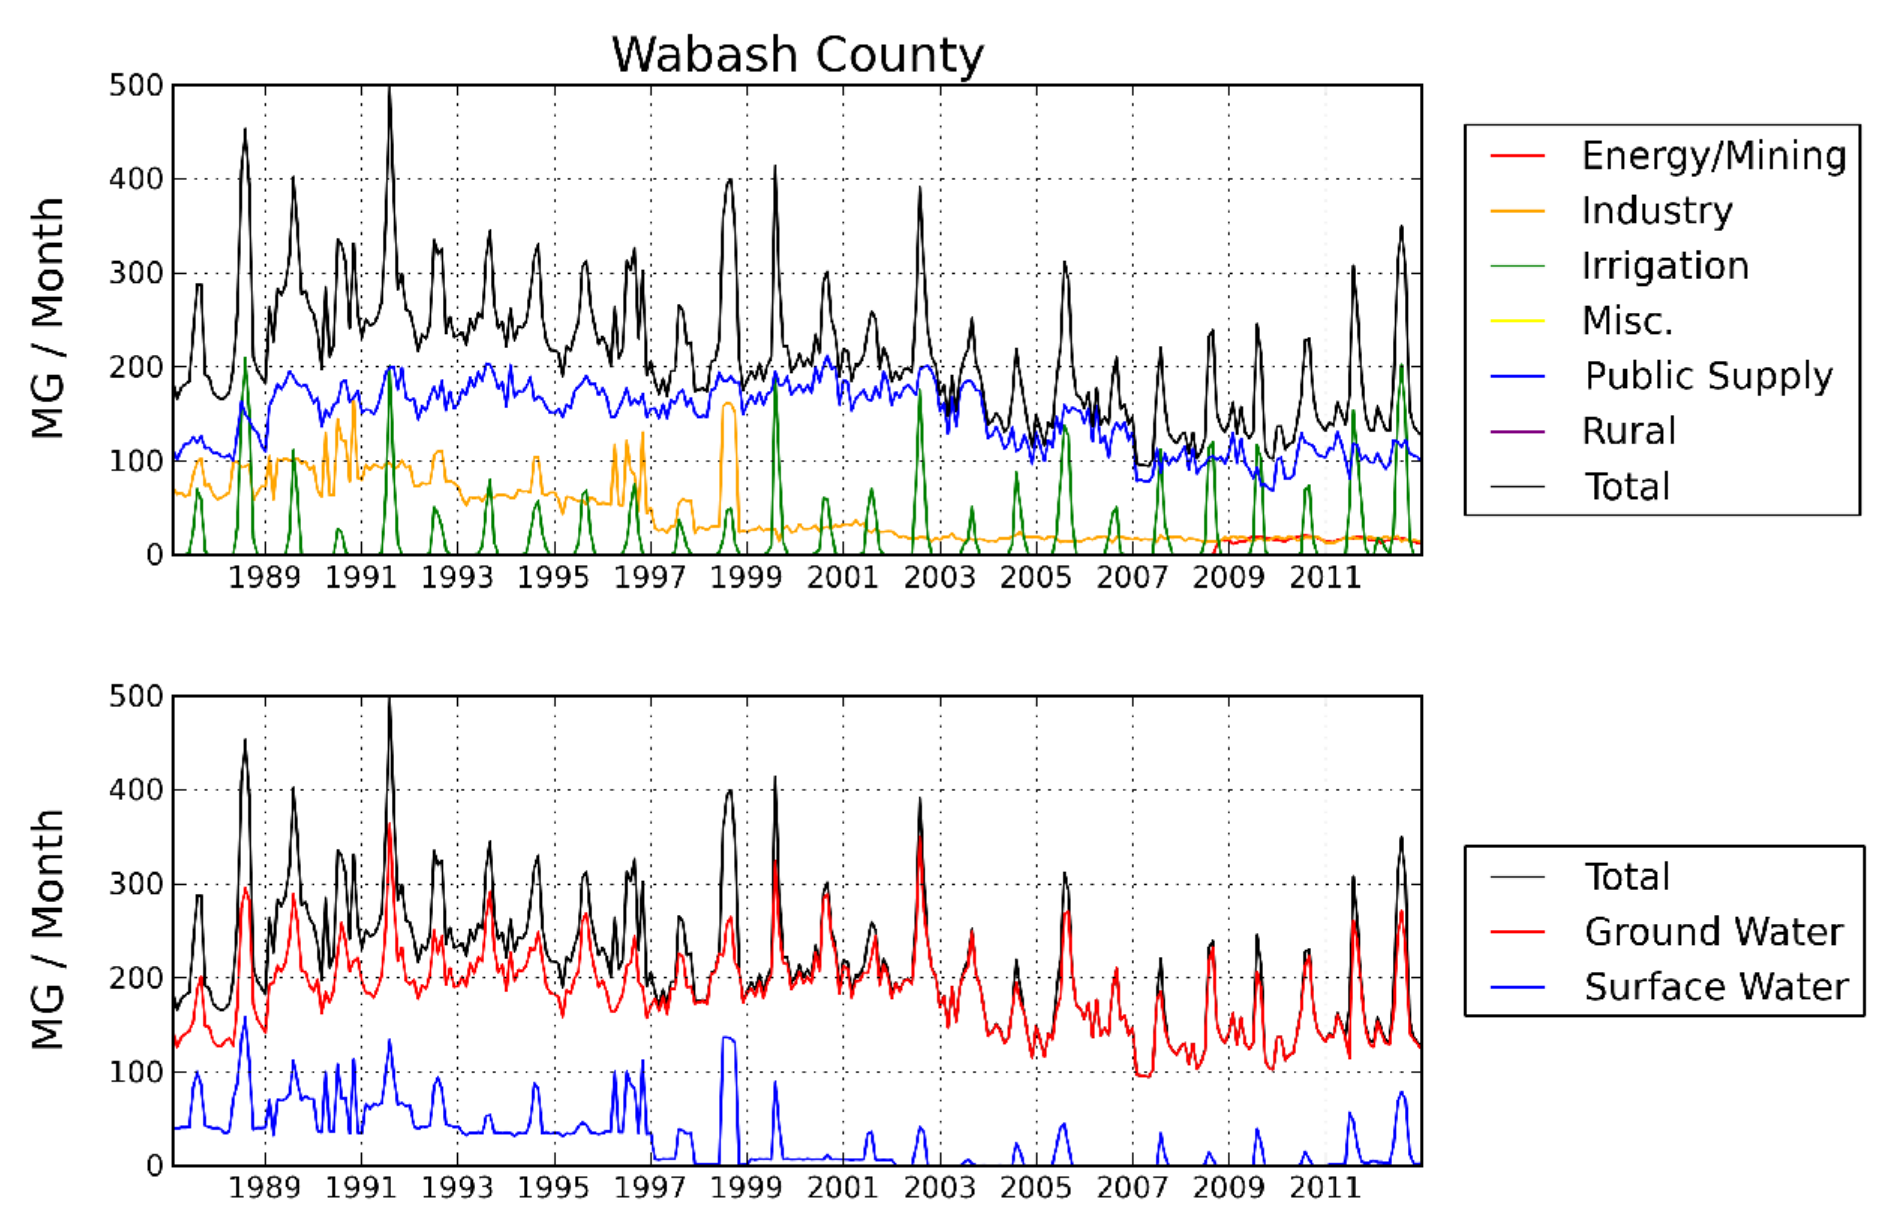 Wabash County
MG / Month
500
400
300
200
100
0
1989 1991 1993 1995 1997 1999 2001 2003 2005 2007 2009 2011
Energy/Mining
Industry
Irrigation
Misc.
Public Supply
Rural
Total
MG / Month
500
400
300
200
100
0
1989 1991 1993 1995 1997 1999 2001 2003 2005 2007 2009 2011
Total
Ground Water
Surface Water